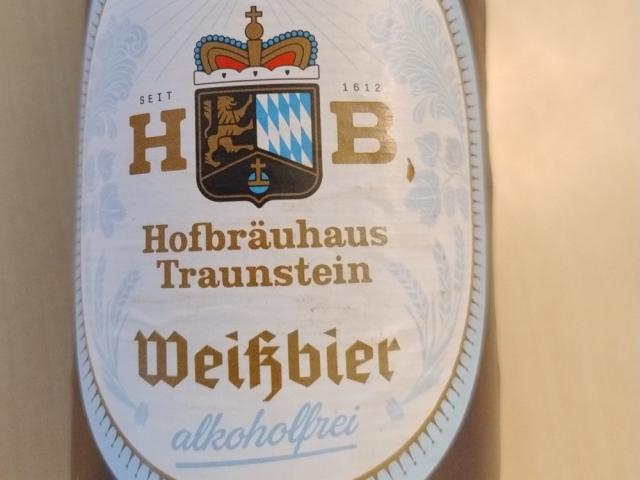 SEIT 1612
H B
Hofbräuhaus
Traunstein
Weißbier
alkoholfrei